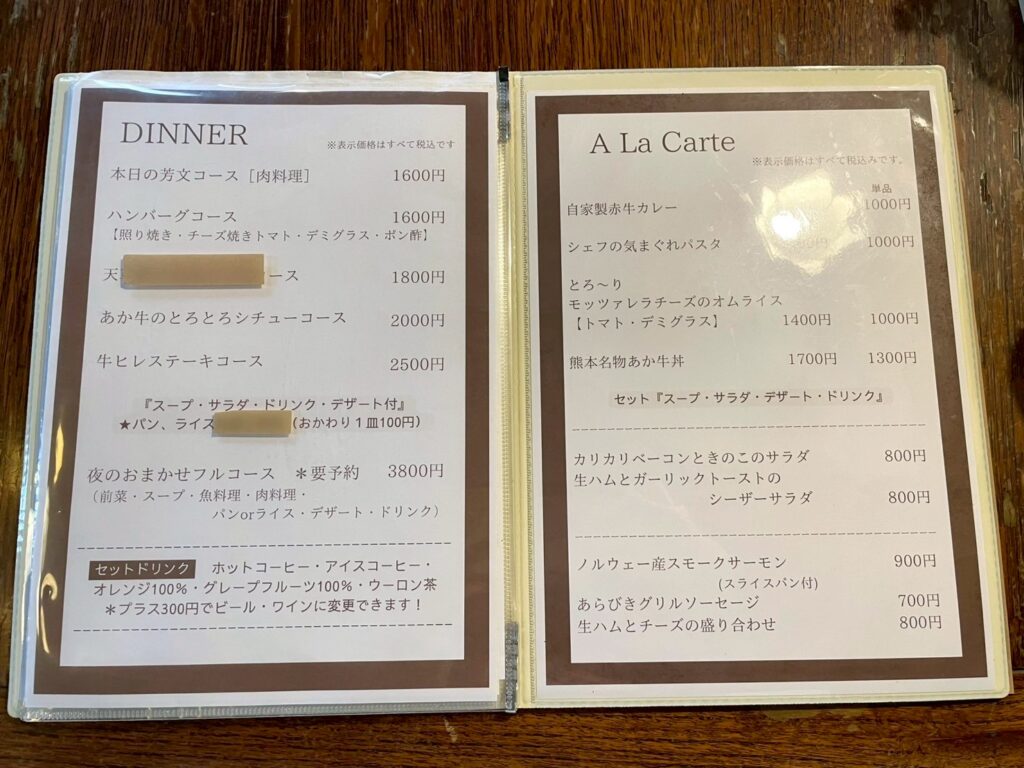 DINNER
※表示価格はすべて税込です
本日の芳文コース［肉料理］ 1600円
ハンバーグコース 1600円
【照り焼き・チーズ焼きトマト・デミグラス・ポン酢】
天 ース 1800円
あか牛のとろとろシチューコース 2000円
牛ヒレステーキコース 2500円
『スープ・サラダ・ドリンク・デザート付』
★パン、ライス (おかわり１皿100円)
夜のおまかせフルコース ＊要予約 3800円
（前菜・スープ・魚料理・肉料理・
パンorライス・デザート・ドリンク）
セットドリンク ホットコーヒー・アイスコーヒー・
オレンジ100%・グレープフルーツ100%・ウーロン茶
＊プラス300円でビール・ワインに変更できます！
A La Carte
※表示価格はすべて税込みです。
単品
自家製赤牛カレー 1000円
シェフの気まぐれパスタ 1000円
とろ～り
モッツァレラチーズのオムライス
【トマト・デミグラス】 1400円 1000円
熊本名物あか牛丼 1700円 1300円
セット『スープ・サラダ・デザート・ドリンク』
カリカリベーコンときのこのサラダ 800円
生ハムとガーリックトーストの
シーザーサラダ 800円
ノルウェー産スモークサーモン 900円
(スライスパン付)
あらびきグリルソーセージ 700円
生ハムとチーズの盛り合わせ 800円